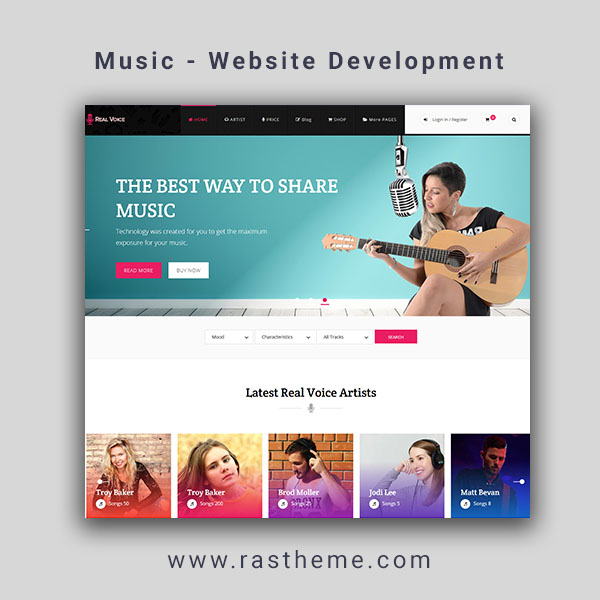 Music - Website Development
REAL VOICE
HOME ARTIST PRICE Blog SHOP More PAGES Login In / Register 0
THE BEST WAY TO SHARE
MUSIC
Technology was created for you to get the maximum
exposure for your music.
READ MORE BUY NOW
Mood Characteristics All Tracks SEARCH
Latest Real Voice Artists
Troy Baker Troy Baker Brod Moller Jodi Lee Matt Bevan
Songs 50 Songs 200 Songs 25 Songs 5 Songs 8
www.rastheme.com